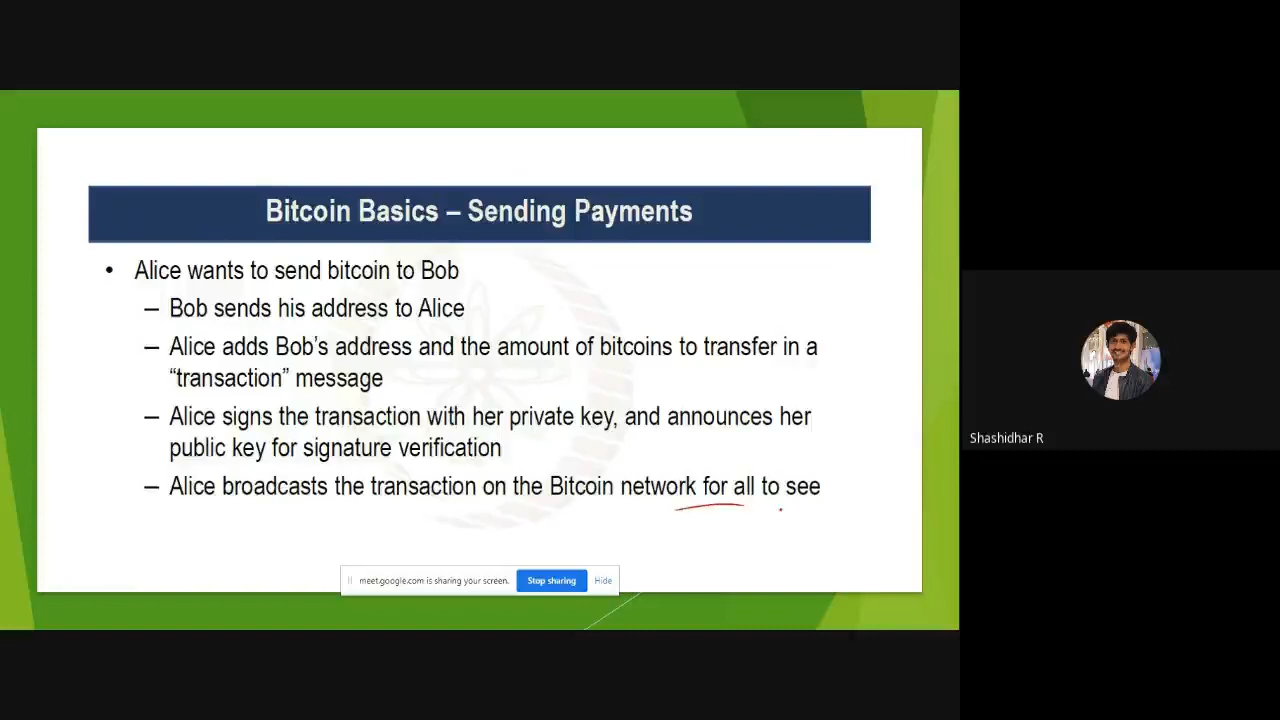 Bitcoin Basics – Sending Payments
• Alice wants to send bitcoin to Bob
– Bob sends his address to Alice
– Alice adds Bob's address and the amount of bitcoins to transfer in a
“transaction” message
– Alice signs the transaction with her private key, and announces her
public key for signature verification
– Alice broadcasts the transaction on the Bitcoin network for all to see
meet.google.com is sharing your screen. Stop sharing Hide
Shashidhar R